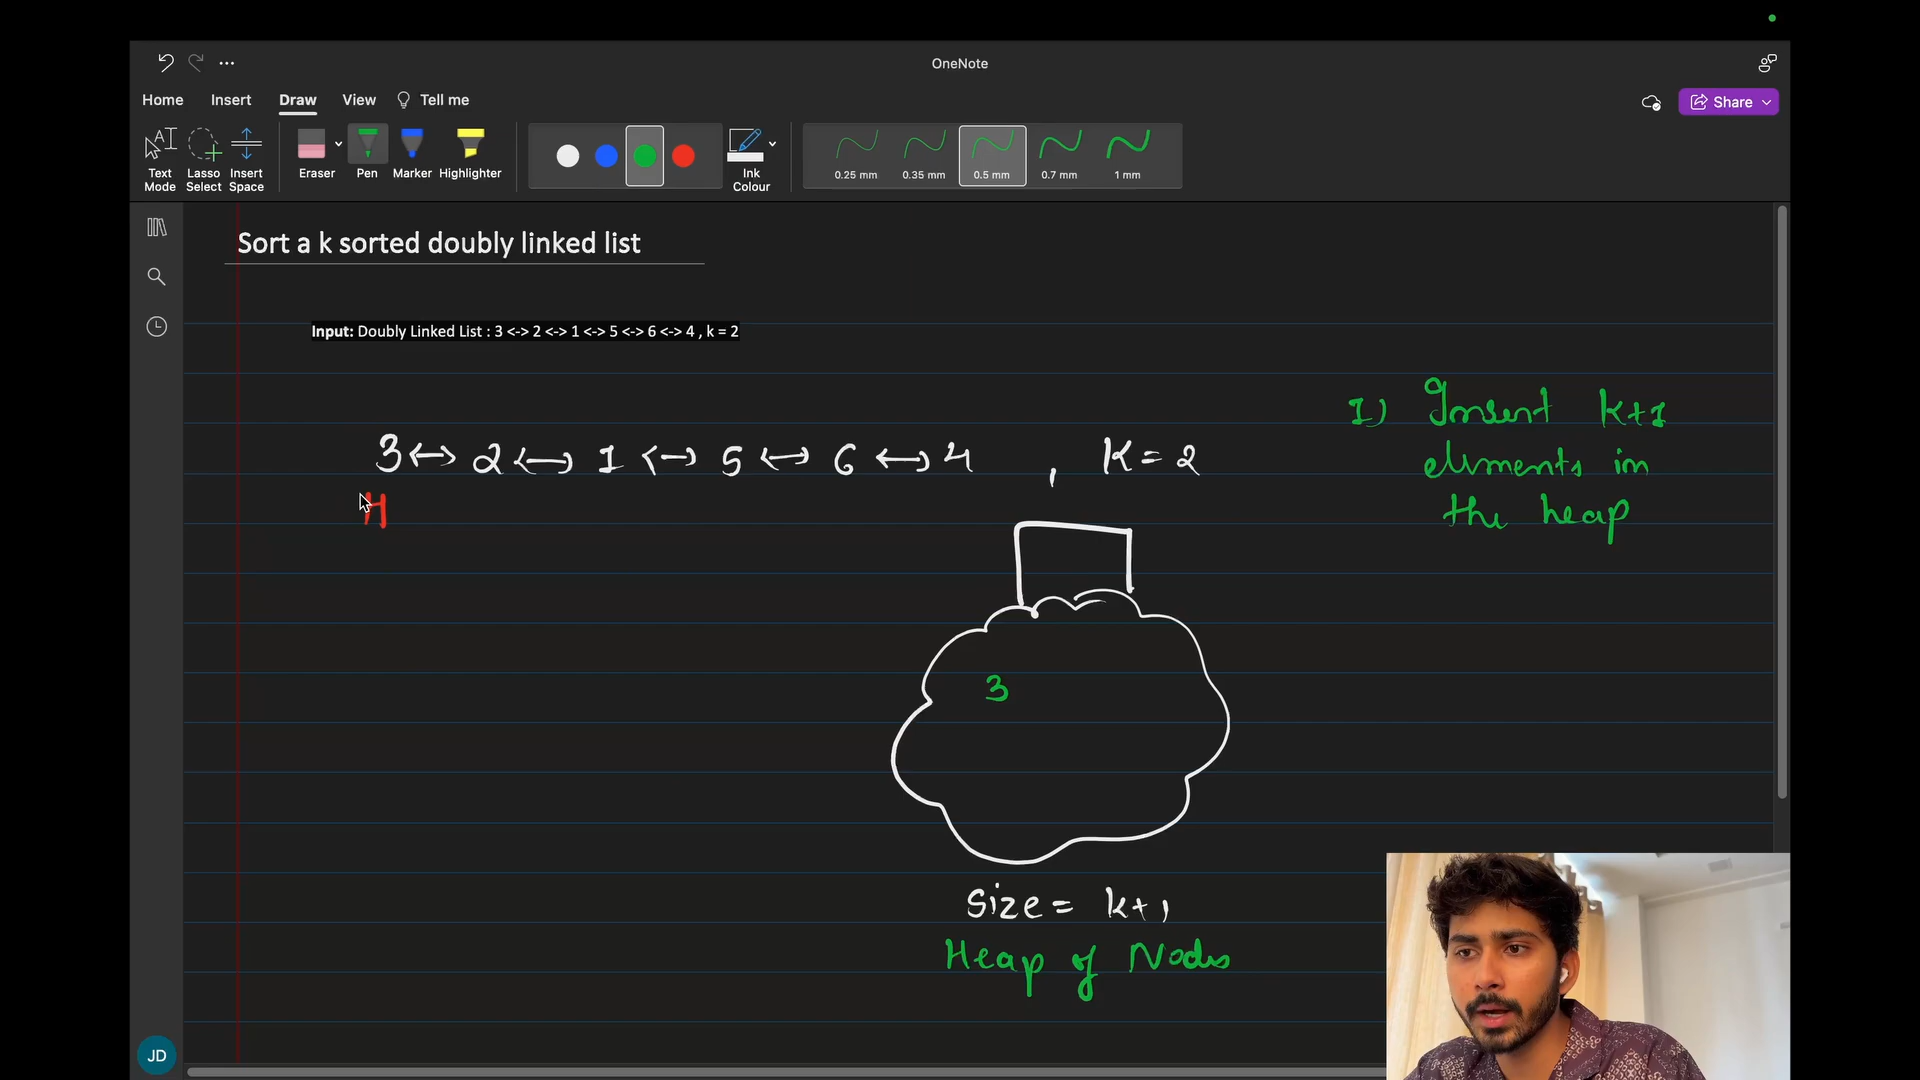 OneNote
Home Insert Draw View Tell me
Share
Text Mode
Lasso Select
Insert Space
Eraser
Pen
Marker
Highlighter
Ink Colour
0.25 mm
0.35 mm
0.5 mm
0.7 mm
1 mm
Sort a k sorted doubly linked list
Input: Doubly Linked List : 3 <-> 2 <-> 1 <-> 5 <-> 6 <-> 4 , k = 2
3 <-> 2 <-> 1 <-> 5 <-> 6 <-> 4 , K = 2
H
1) Insert k+1
elements in
the heap
3
Size = k+1
Heap of Nodes
JD